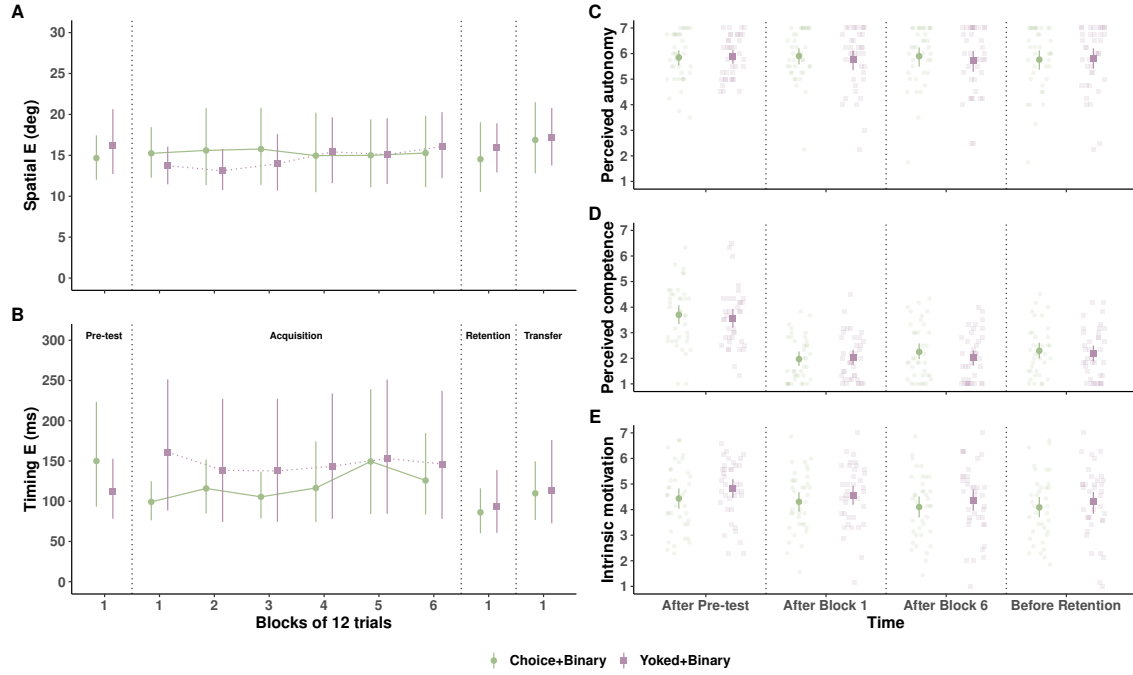 A
Spatial E (deg)
30
25
20
15
10
5
0
B
Timing E (ms)
300
250
200
150
100
50
0
Pre-test
Acquisition
Retention
Transfer
1 1 2 3 4 5 6 1 1
Blocks of 12 trials
C
Perceived autonomy
7
6
5
4
3
2
1
D
Perceived competence
7
6
5
4
3
2
1
E
Intrinsic motivation
7
6
5
4
3
2
1
After Pre-test After Block 1 After Block 6 Before Retention
Time
Choice+Binary Yoked+Binary